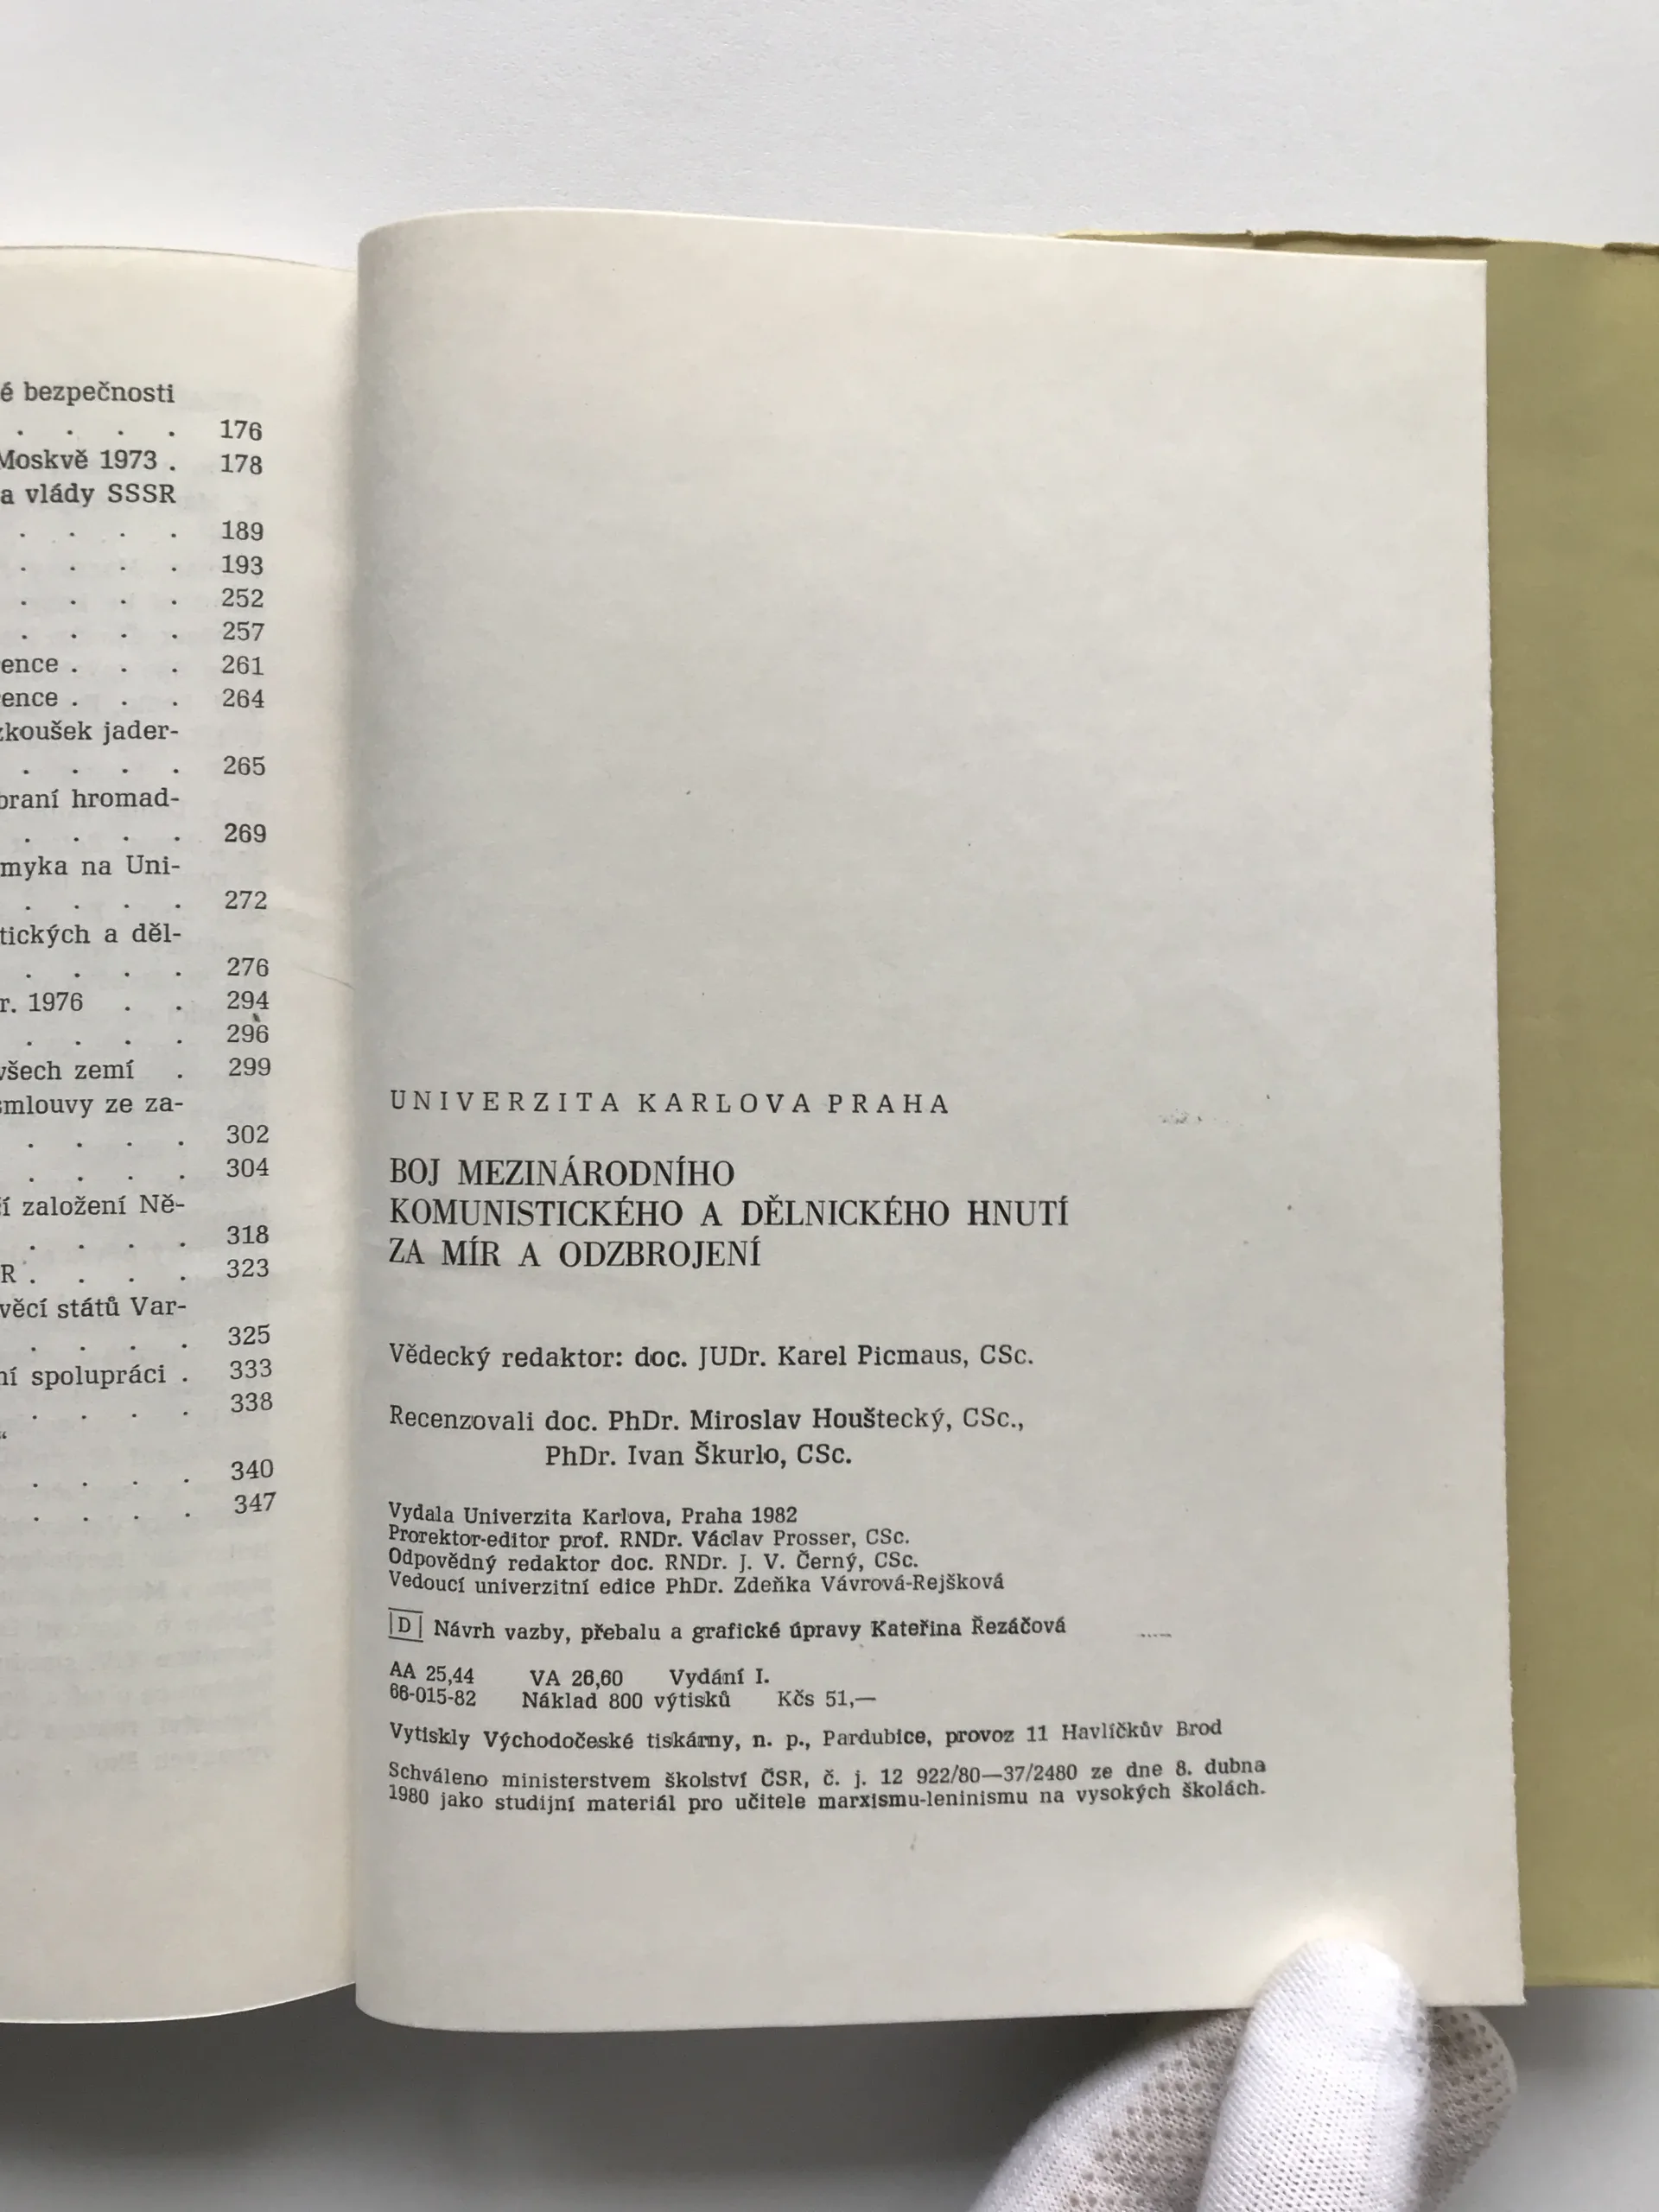 é bezpečnosti
. . . . 176
Moskvě 1973 . 178
a vlády SSSR
. . . . 189
. . . . 193
. . . . 252
. . . . 257
ence . . . 261
ence . . . 264
zkoušek jader-
. . . . 265
braní hromad-
. . . . 269
myka na Uni-
. . . . 272
tických a děl-
. . . . 276
r. 1976 . . 294
. . . . 296
všech zemí . 299
smlouvy ze za-
. . . . 302
. . . . 304
í založení Ně-
. . . . 318
R . . . . 323
věcí států Var-
. . . . 325
ní spolupráci . 333
. . . . 338
“
. . . . 340
. . . . 347
UNIVERZITA KARLOVA PRAHA
BOJ MEZINÁRODNÍHO
KOMUNISTICKÉHO A DĚLNICKÉHO HNUTÍ
ZA MÍR A ODZBROJENÍ
Vědecký redaktor: doc. JUDr. Karel Picmaus, CSc.
Recenzovali doc. PhDr. Miroslav Houštecký, CSc.,
PhDr. Ivan Škurlo, CSc.
Vydala Univerzita Karlova, Praha 1982
Prorektor-editor prof. RNDr. Václav Prosser, CSc.
Odpovědný redaktor doc. RNDr. J. V. Černý, CSc.
Vedoucí univerzitní edice PhDr. Zdeňka Vávrová-Rejšková
|D| Návrh vazby, přebalu a grafické úpravy Kateřina Řezáčová
AA 25,44 VA 26,60 Vydání I.
66-015-82 Náklad 800 výtisků Kčs 51,—
Vytiskly Východočeské tiskárny, n. p., Pardubice, provoz 11 Havlíčkův Brod
Schváleno ministerstvem školství ČSR, č. j. 12 922/80—37/2480 ze dne 8. dubna
1980 jako studijní materiál pro učitele marxismu-leninismu na vysokých školách.